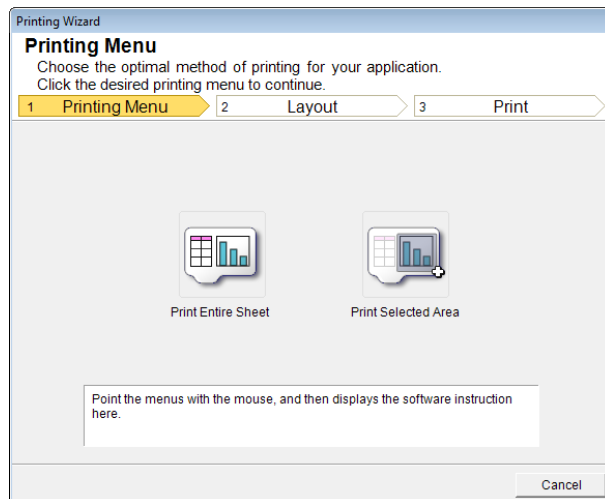 Printing Wizard
Printing Menu
Choose the optimal method of printing for your application.
Click the desired printing menu to continue.
1 Printing Menu 2 Layout 3 Print
Print Entire Sheet Print Selected Area
Point the menus with the mouse, and then displays the software instruction
here.
Cancel